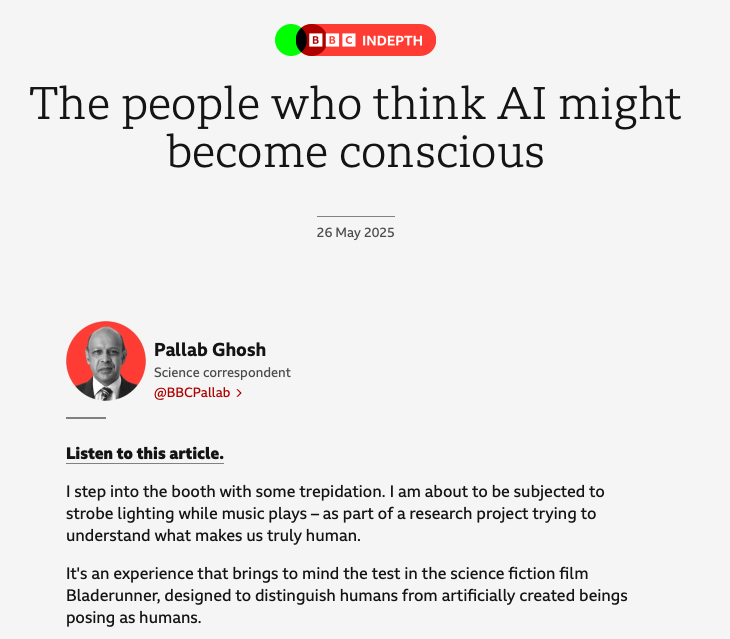 BBC INDEPTH
The people who think AI might
become conscious
26 May 2025
Pallab Ghosh
Science correspondent
@BBCPallab >
Listen to this article.
I step into the booth with some trepidation. I am about to be subjected to
strobe lighting while music plays – as part of a research project trying to
understand what makes us truly human.
It's an experience that brings to mind the test in the science fiction film
Bladerunner, designed to distinguish humans from artificially created beings
posing as humans.